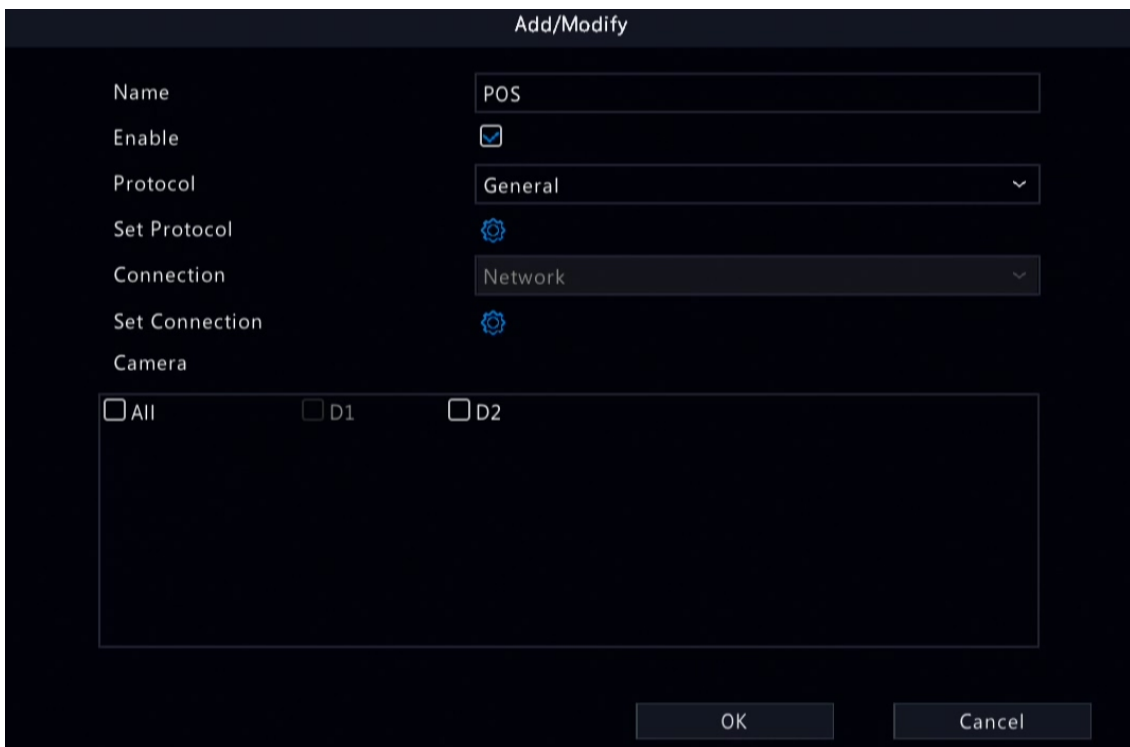 Add/Modify
Name POS
Enable
Protocol General
Set Protocol
Connection Network
Set Connection
Camera
All D1 D2
OK Cancel